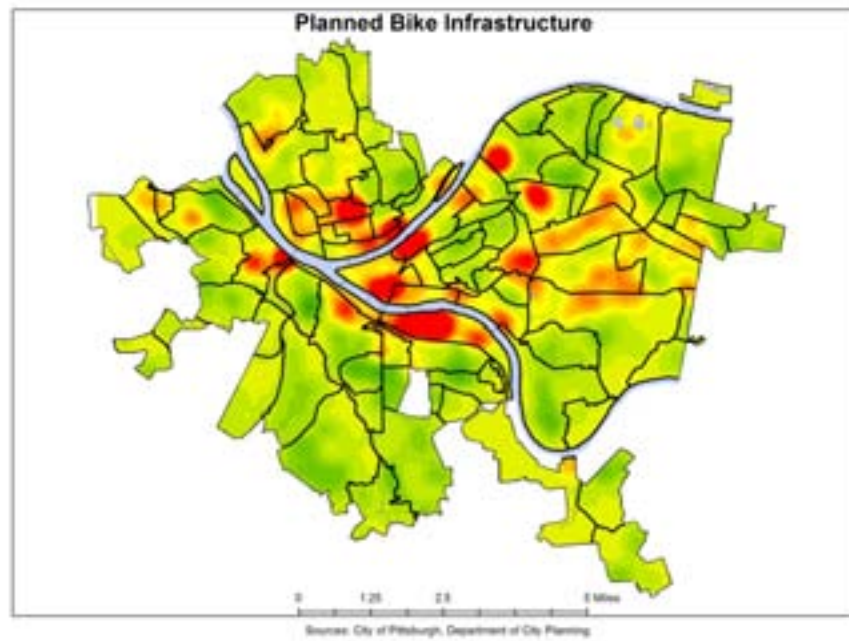 Planned Bike Infrastructure
0 1.25 2.5 5 Miles
Sources: City of Pittsburgh, Department of City Planning.